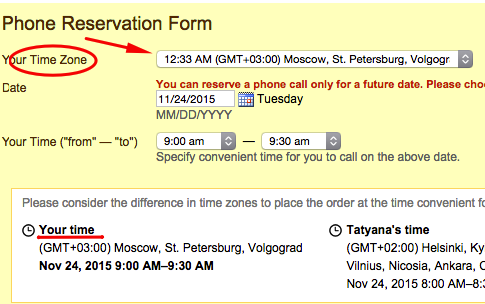 Phone Reservation Form
Your Time Zone
12:33 AM (GMT+03:00) Moscow, St. Petersburg, Volgogr
Date
You can reserve a phone call only for a future date. Please choo
11/24/2015 Tuesday
MM/DD/YYYY
Your Time ("from" — "to")
9:00 am — 9:30 am
Specify convenient time for you to call on the above date.
Please consider the difference in time zones to place the order at the time convenient fo
Your time
(GMT+03:00) Moscow, St. Petersburg, Volgograd
Nov 24, 2015 9:00 AM–9:30 AM
Tatyana's time
(GMT+02:00) Helsinki, Ky
Vilnius, Nicosia, Ankara,
Nov 24, 2015 8:00 AM–8: